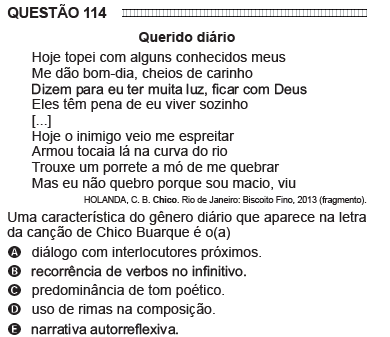 QUESTÃO 114
Querido diário
Hoje topei com alguns conhecidos meus
Me dão bom-dia, cheios de carinho
Dizem para eu ter muita luz, ficar com Deus
Eles têm pena de eu viver sozinho
[...]
Hoje o inimigo veio me espreitar
Armou tocaia lá na curva do rio
Trouxe um porrete a mó de me quebrar
Mas eu não quebro porque sou macio, viu
HOLANDA, C. B. Chico. Rio de Janeiro: Biscoito Fino, 2013 (fragmento).
Uma característica do gênero diário que aparece na letra
da canção de Chico Buarque é o(a)
A diálogo com interlocutores próximos.
B recorrência de verbos no infinitivo.
C predominância de tom poético.
D uso de rimas na composição.
E narrativa autorreflexiva.